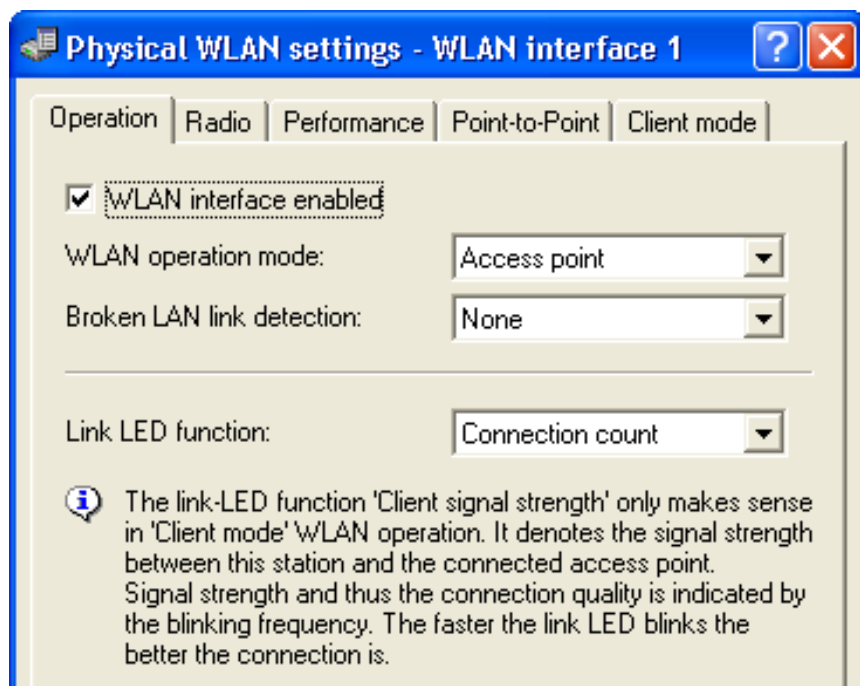 Physical WLAN settings - WLAN interface 1
Operation Radio Performance Point-to-Point Client mode
WLAN interface enabled
WLAN operation mode: Access point
Broken LAN link detection: None
Link LED function: Connection count
The link-LED function 'Client signal strength' only makes sense
in 'Client mode' WLAN operation. It denotes the signal strength
between this station and the connected access point.
Signal strength and thus the connection quality is indicated by
the blinking frequency. The faster the link LED blinks the
better the connection is.